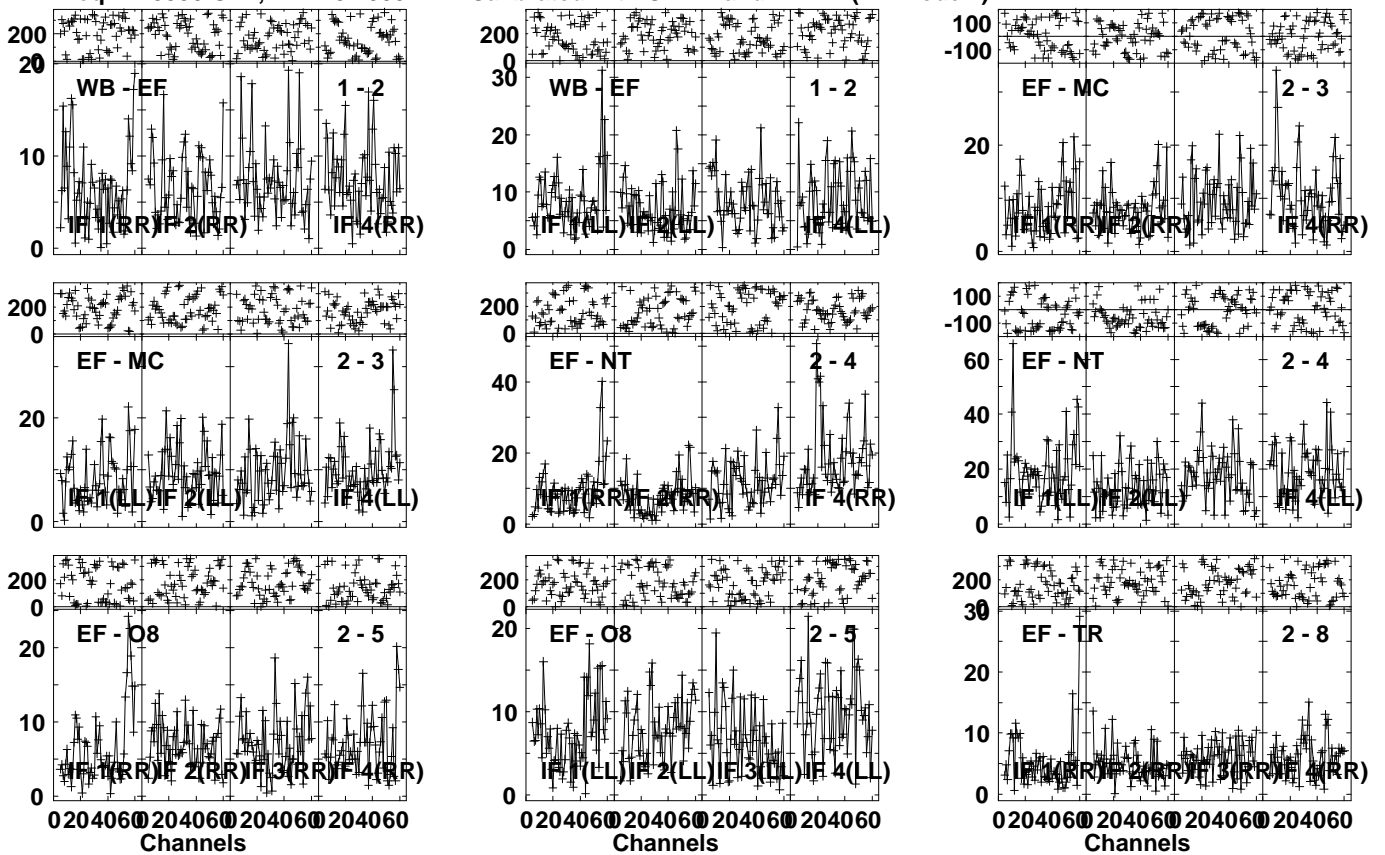 200
0
200
0
100
-100
20
10
0
WB - EF
1 - 2
IF 1(RR)
IF 2(RR)
IF 4(RR)
30
20
10
0
WB - EF
1 - 2
IF 1(LL)
IF 2(LL)
IF 4(LL)
20
0
EF - MC
2 - 3
IF 1(RR)
IF 2(RR)
IF 4(RR)
200
0
200
0
100
-100
20
0
EF - MC
2 - 3
IF 1(LL)
IF 2(LL)
IF 4(LL)
40
20
0
EF - NT
2 - 4
IF 1(RR)
IF 2(RR)
IF 4(RR)
60
40
20
0
EF - NT
2 - 4
IF 1(LL)
IF 2(LL)
IF 4(LL)
200
0
200
0
200
0
20
10
0
EF - O8
2 - 5
IF 1(RR)
IF 2(RR)
IF 3(RR)
IF 4(RR)
20
15
10
5
0
EF - O8
2 - 5
IF 1(LL)
IF 2(LL)
IF 3(LL)
IF 4(LL)
30
20
10
0
EF - TR
2 - 8
IF 1(RR)
IF 2(RR)
IF 3(RR)
IF 4(RR)
0 20 40 60 0 20 40 60 0 20 40 60 0 20 40 60
0 20 40 60 0 20 40 60 0 20 40 60 0 20 40 60
0 20 40 60 0 20 40 60 0 20 40 60 0 20 40 60
Channels
Channels
Channels